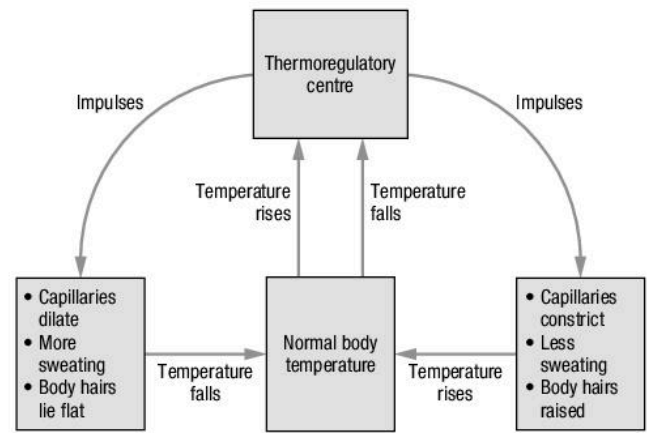 Thermoregulatory
centre
Impulses
Impulses
Temperature
rises
Temperature
falls
• Capillaries
dilate
• More
sweating
• Body hairs
lie flat
Temperature
falls
Normal body
temperature
Temperature
rises
• Capillaries
constrict
• Less
sweating
• Body hairs
raised